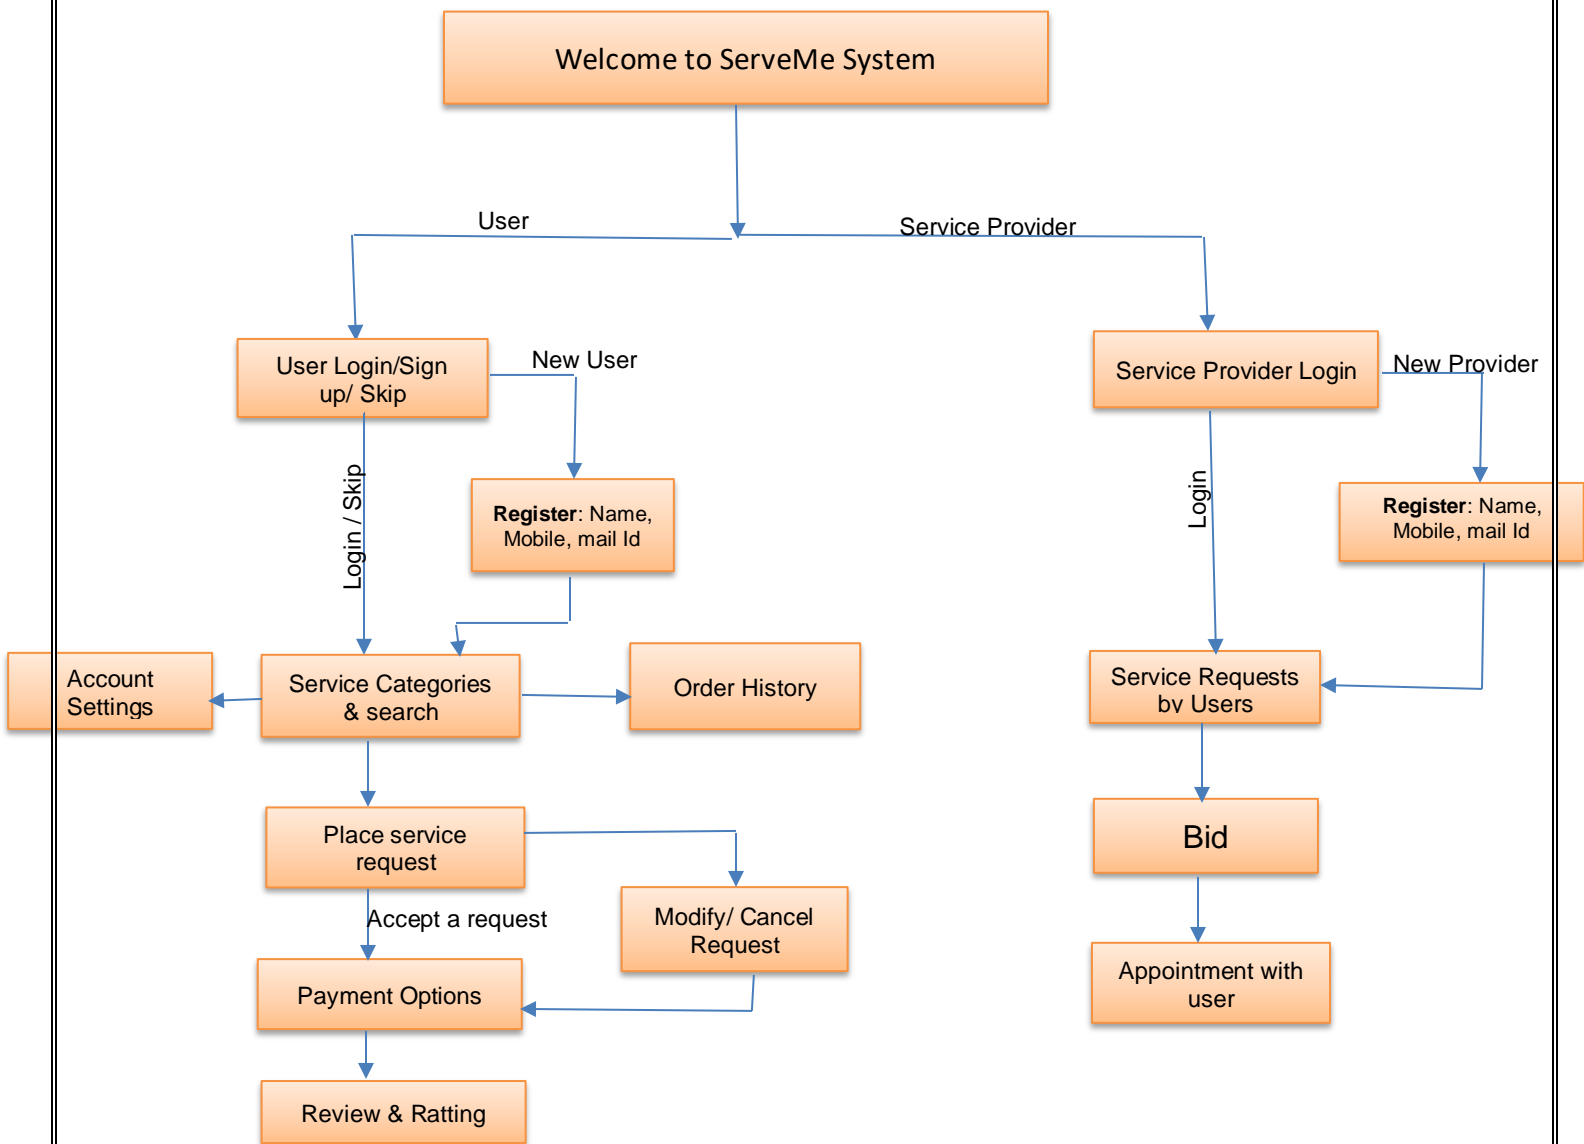 Welcome to ServeMe System
User
Service Provider
User Login/Sign
up/ Skip
New User
Service Provider Login
New Provider
Login / Skip
Register: Name,
Mobile, mail Id
Login
Register: Name,
Mobile, mail Id
Account
Settings
Service Categories
& search
Order History
Service Requests
by Users
Place service
request
Bid
Accept a request
Modify/ Cancel
Request
Payment Options
Appointment with
user
Review & Ratting